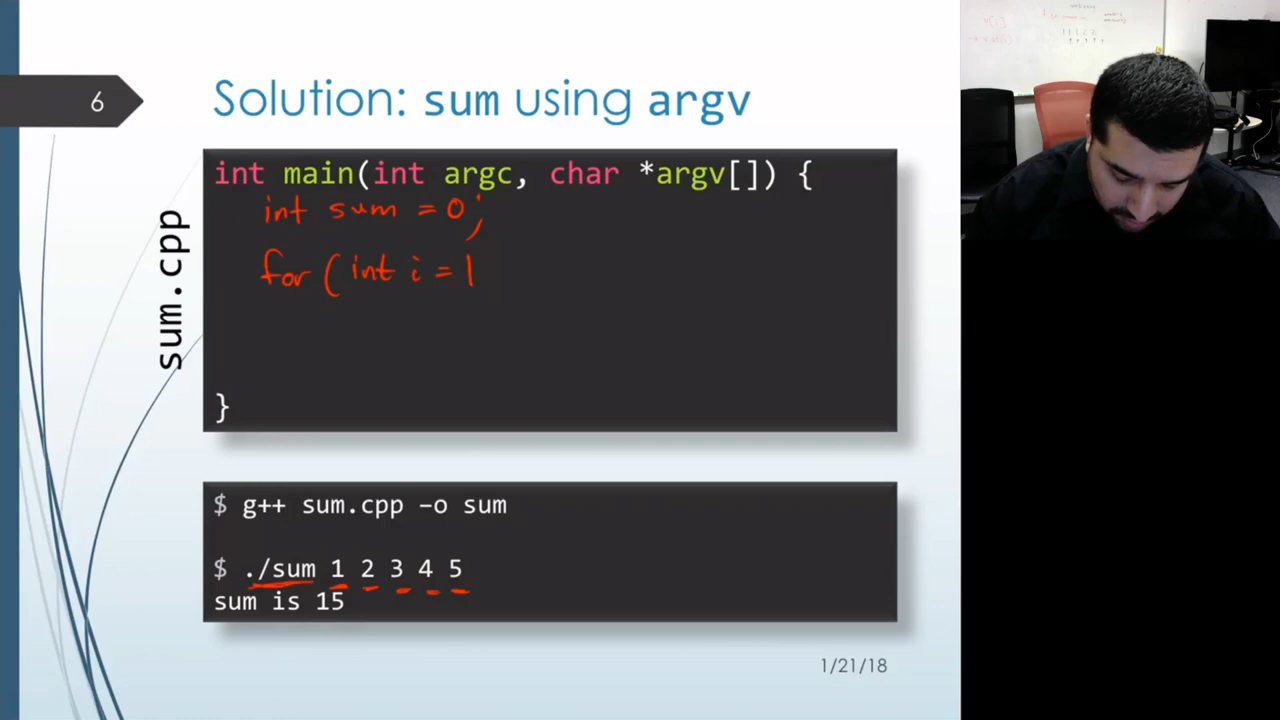 6
Solution: sum using argv
sum.cpp
int main(int argc, char *argv[]) {
int sum = 0;
for (int i = 1
}
$ g++ sum.cpp –o sum
$ ./sum 1 2 3 4 5
sum is 15
1/21/18